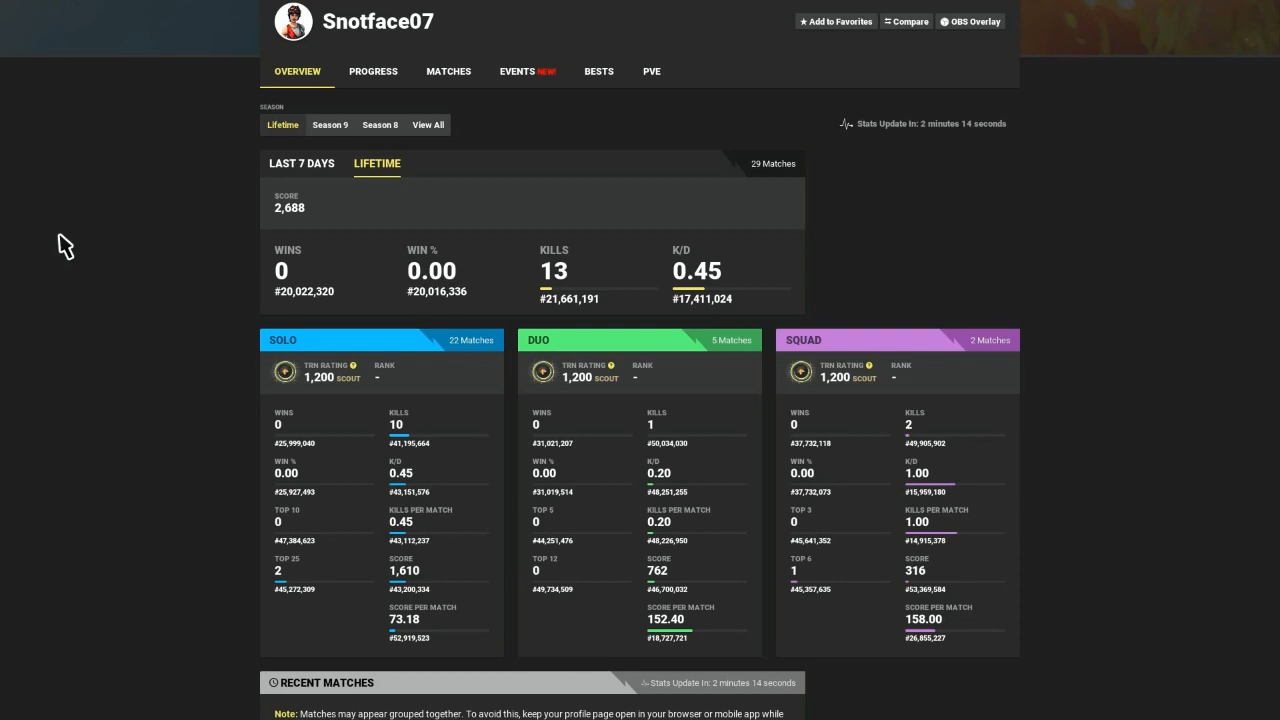 Snotface07
Add to Favorites Compare OBS Overlay
OVERVIEW PROGRESS MATCHES EVENTS NEW! BESTS PVE
SEASON
Lifetime Season 9 Season 8 View All
Stats Update In: 2 minutes 14 seconds
LAST 7 DAYS LIFETIME 29 Matches
SCORE
2,688
WINS WIN % KILLS K/D
0 0.00 13 0.45
#20,022,320 #20,016,336 #21,661,191 #17,411,024
SOLO 22 Matches
TRN RATING ? RANK
1,200 SCOUT -
WINS KILLS
0 10
#25,999,040 #41,195,664
WIN % K/D
0.00 0.45
#25,927,493 #43,151,576
TOP 10 KILLS PER MATCH
0 0.45
#47,384,623 #43,112,237
TOP 25 SCORE
2 1,610
#45,272,309 #43,200,334
SCORE PER MATCH
73.18
#52,919,523
DUO 5 Matches
TRN RATING ? RANK
1,200 SCOUT -
WINS KILLS
0 1
#31,021,207 #50,034,030
WIN % K/D
0.00 0.20
#31,019,514 #48,251,255
TOP 5 KILLS PER MATCH
0 0.20
#44,251,476 #48,226,950
TOP 12 SCORE
0 762
#49,734,509 #46,700,032
SCORE PER MATCH
152.40
#18,727,721
SQUAD 2 Matches
TRN RATING ? RANK
1,200 SCOUT -
WINS KILLS
0 2
#37,732,118 #49,905,902
WIN % K/D
0.00 1.00
#37,732,073 #15,959,180
TOP 3 KILLS PER MATCH
0 1.00
#45,641,352 #14,915,378
TOP 6 SCORE
1 316
#45,357,635 #53,369,584
SCORE PER MATCH
158.00
#26,855,227
RECENT MATCHES Stats Update In: 2 minutes 14 seconds
Note: Matches may appear grouped together. To avoid this, keep your profile page open in your browser or mobile app while